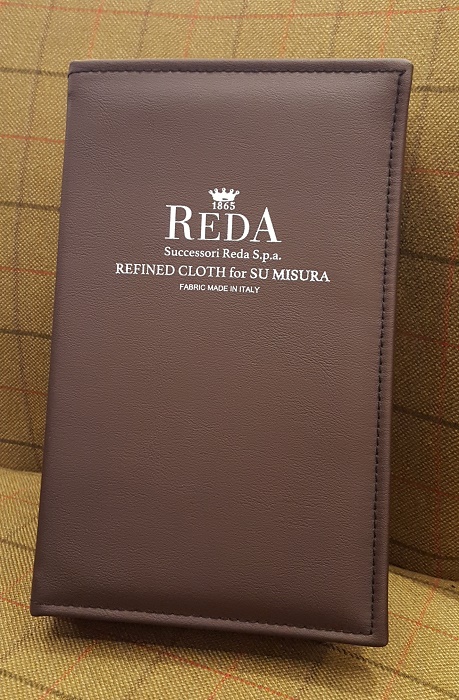 1865
REDA
Successori Reda S.p.a.
REFINED CLOTH for SU MISURA
FABRIC MADE IN ITALY